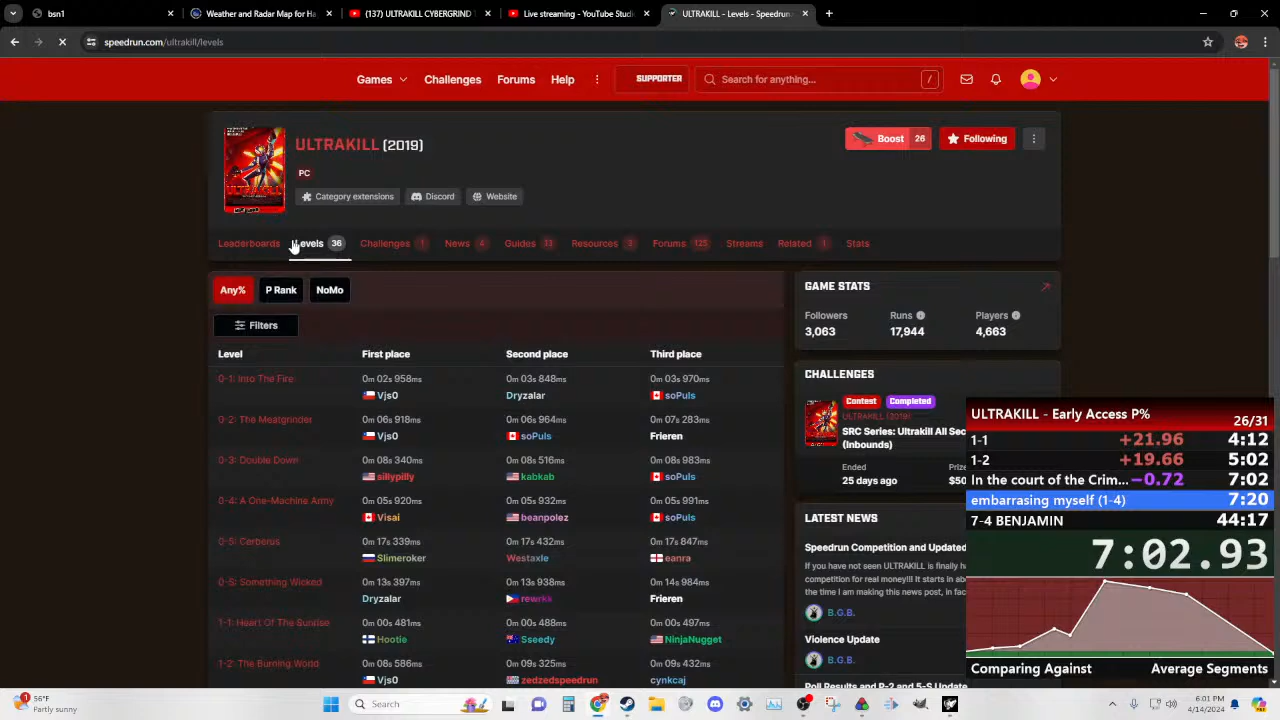 bsn1
Weather and Radar Map for Ha
(137) ULTRAKILL CYBERGRIND
Live streaming - YouTube Studi
ULTRAKILL - Levels - Speedrun.
speedrun.com/ultrakill/levels
Games
Challenges
Forums
Help
SUPPORTER
Search for anything...
/
ULTRAKILL (2019)
PC
Category extensions
Discord
Website
Boost 26
Following
Leaderboards
Levels 36
Challenges 1
News 4
Guides 13
Resources 3
Forums 125
Streams
Related 1
Stats
Any%
P Rank
NoMo
Filters
Level First place Second place Third place
0-1: Into The Fire 0m 02s 958ms 0m 03s 848ms 0m 03s 970ms
Vjs0 Dryzalar soPuls
0-2: The Meatgrinder 0m 06s 918ms 0m 06s 964ms 0m 07s 283ms
Vjs0 soPuls Frieren
0-3: Double Down 0m 08s 340ms 0m 08s 516ms 0m 08s 983ms
sillypilly kabkab soPuls
0-4: A One-Machine Army 0m 05s 920ms 0m 05s 932ms 0m 05s 991ms
Visai beanpolez soPuls
0-5: Cerberus 0m 17s 339ms 0m 17s 432ms 0m 17s 847ms
Slimeroker Westaxle eanra
0-S: Something Wicked 0m 13s 397ms 0m 13s 938ms 0m 14s 984ms
Dryzalar rewrkk Frieren
1-1: Heart Of The Sunrise 0m 00s 481ms 0m 00s 488ms 0m 00s 497ms
Hootie Sseedy NinjaNugget
1-2: The Burning World 0m 08s 586ms 0m 09s 325ms 0m 09s 432ms
Vjs0 zedzedspeedrun cynkcaj
GAME STATS
Followers Runs Players
3,063 17,944 4,663
CHALLENGES
Contest Completed
ULTRAKILL (2019)
SRC Series: Ultrakill All Sec
(Inbounds)
Ended Prize
25 days ago $50
LATEST NEWS
Speedrun Competition and Updated
If you have not seen ULTRAKILL is finally h
competition for real money!!! It starts in abo
the time I am making this news post, in fac
B.G.B.
Violence Update
B.G.B.
Poll Results and P-2 and 5-S Updat
ULTRAKILL - Early Access P%
26/31
1-1 +21.96 4:12
1-2 +19.66 5:02
In the court of the Crim... −0.72 7:02
embarrasing myself (1-4) 7:20
7-4 BENJAMIN 44:17
7:02.93
Comparing Against Average Segments
1
56°F
Partly sunny
Search
6:01 PM
4/14/2024